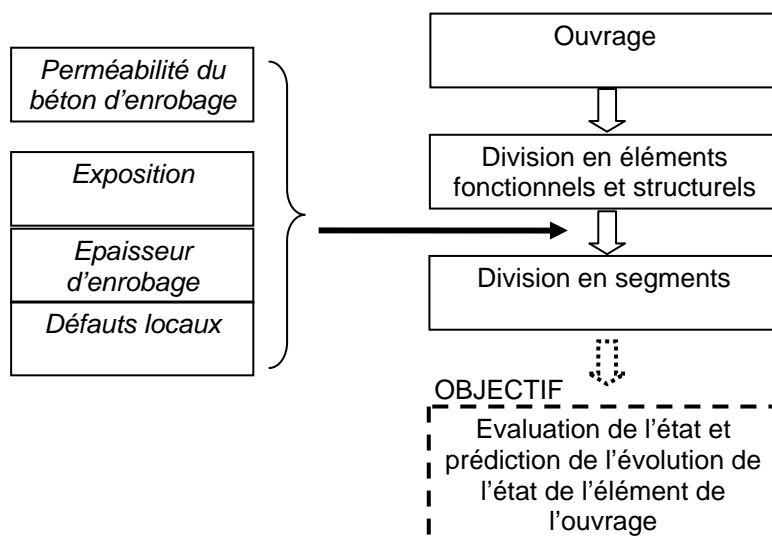 Perméabilité du
béton d'enrobage
Exposition
Epaisseur
d'enrobage
Défauts locaux
Ouvrage
Division en éléments
fonctionnels et structurels
Division en segments
OBJECTIF
Evaluation de l'état et
prédiction de l'évolution de
l'état de l'élément de
l'ouvrage